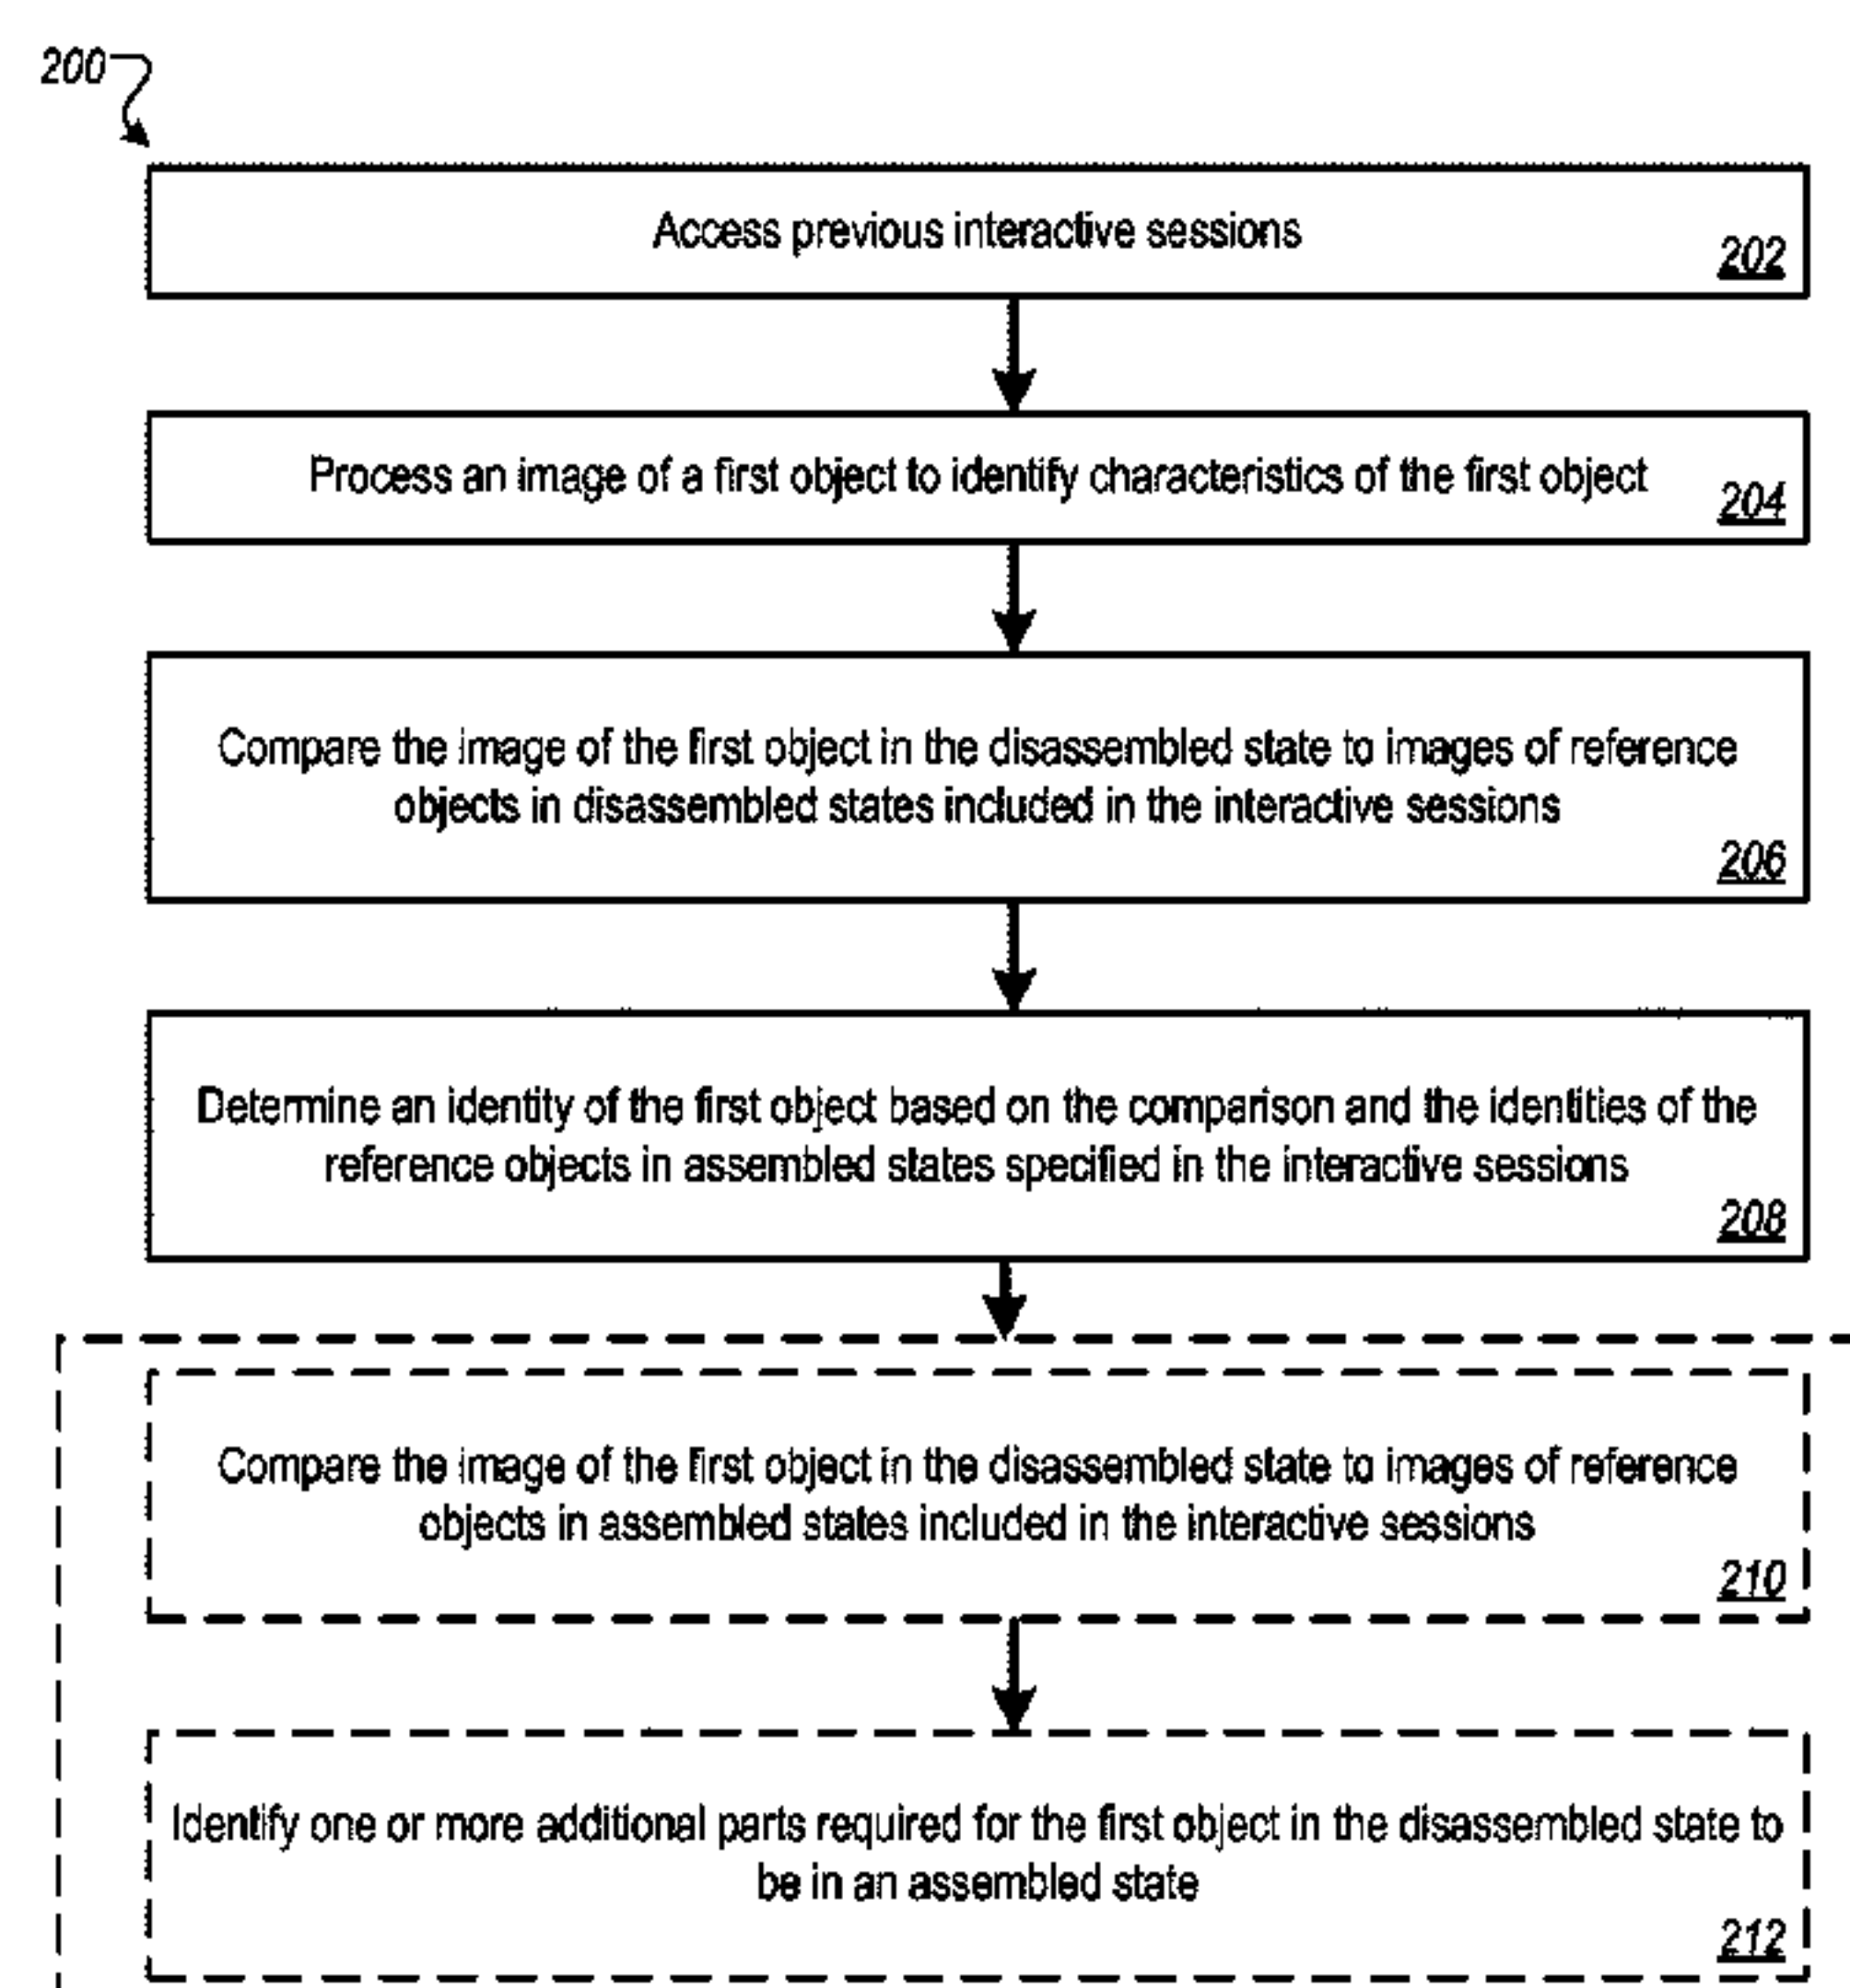 200
Access previous interactive sessions
202
Process an image of a first object to identify characteristics of the first object
204
Compare the image of the first object in the disassembled state to images of reference
objects in disassembled states included in the interactive sessions
206
Determine an identity of the first object based on the comparison and the identities of the
reference objects in assembled states specified in the interactive sessions
208
Compare the image of the first object in the disassembled state to images of reference
objects in assembled states included in the interactive sessions
210
Identify one or more additional parts required for the first object in the disassembled state to
be in an assembled state
212